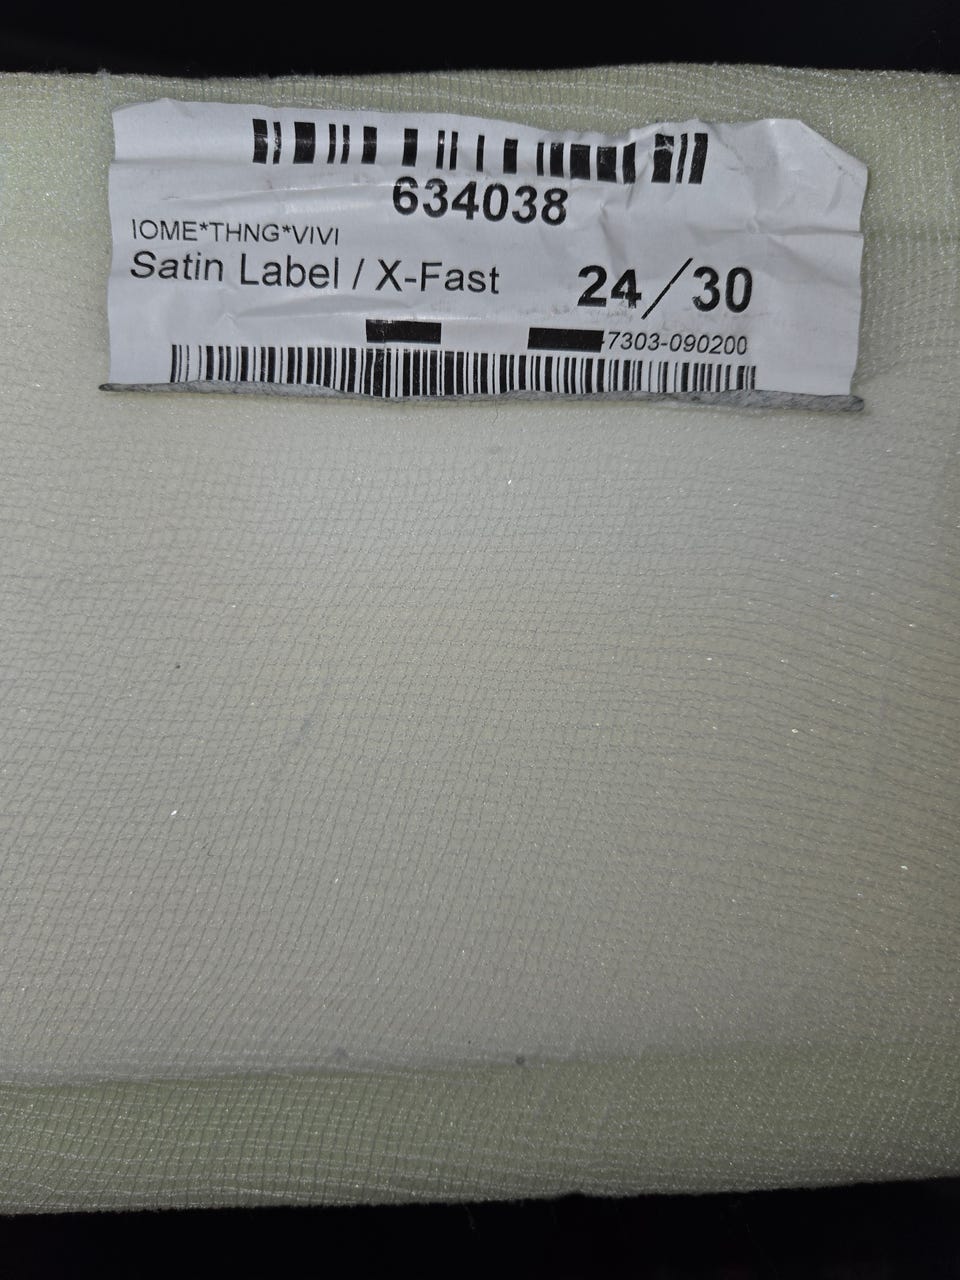 634038
IOME*THNG*VIVI
Satin Label / X-Fast
24/30
7303-090200